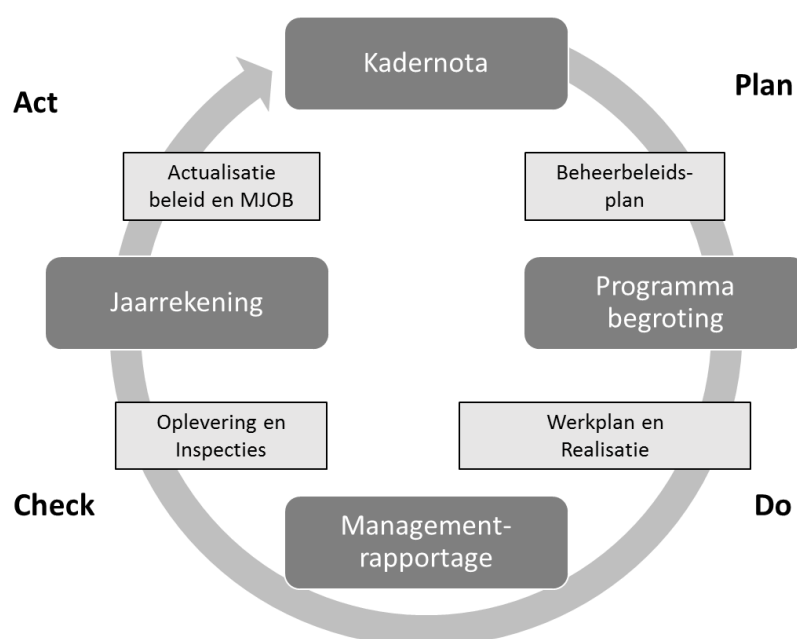 Kadernota
Act
Plan
Actualisatie
beleid en MJOB
Beheerbeleids-
plan
Jaarrekening
Programma
begroting
Oplevering en
Inspecties
Werkplan en
Realisatie
Check
Management-
rapportage
Do